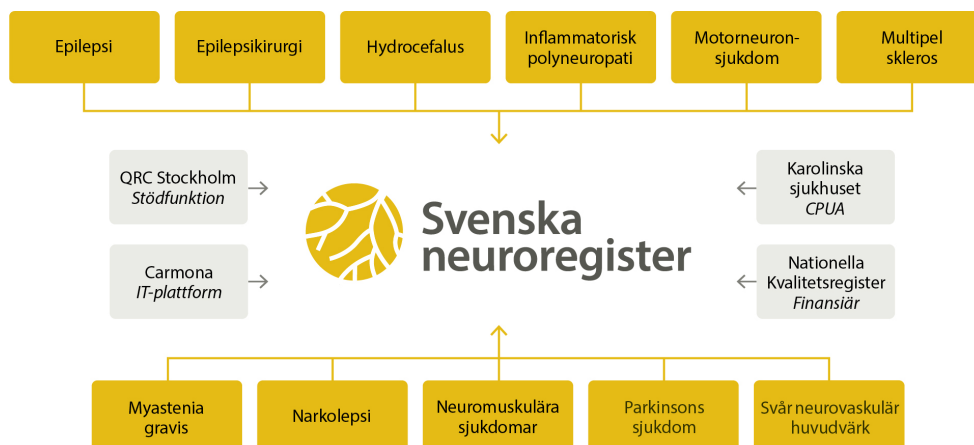 Epilepsi
Epilepsikirurgi
Hydrocefalus
Inflammatorisk
polyneuropati
Motorneuron-
sjukdom
Multipel
skleros
QRC Stockholm
Stödfunktion
Carmona
IT-plattform
Svenska
neuroregister
Karolinska
sjukhuset
CPUA
Nationella
Kvalitetsregister
Finansiär
Myastenia
gravis
Narkolepsi
Neuromuskulära
sjukdomar
Parkinsons
sjukdom
Svår neurovaskulär
huvudvärk